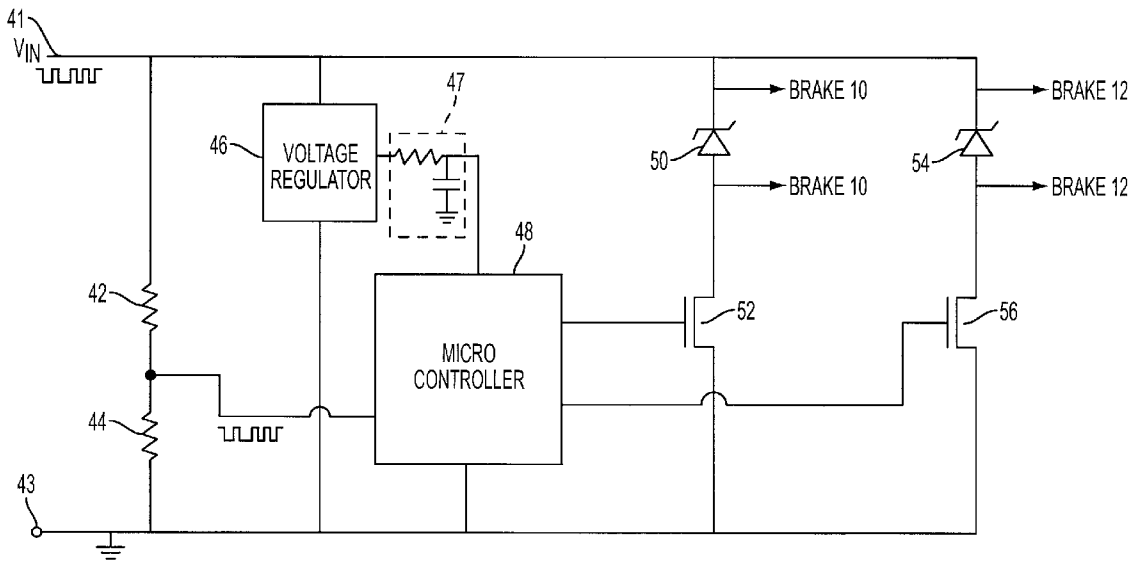 41
VIN
47
BRAKE 10
BRAKE 12
46
VOLTAGE
REGULATOR
50
54
BRAKE 10
BRAKE 12
48
42
52
56
MICRO
CONTROLLER
44
43